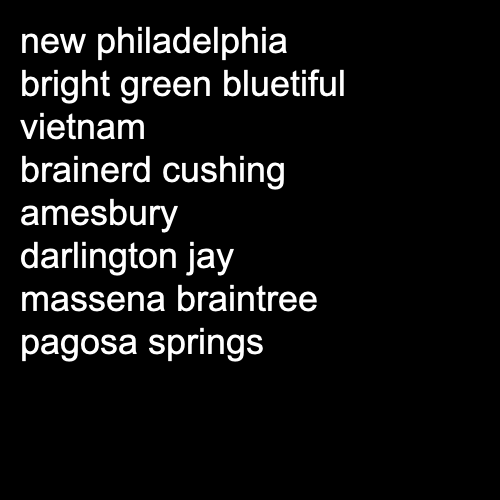 new philadelphia
bright green bluetiful
vietnam
brainerd cushing
amesbury
darlington jay
massena braintree
pagosa springs